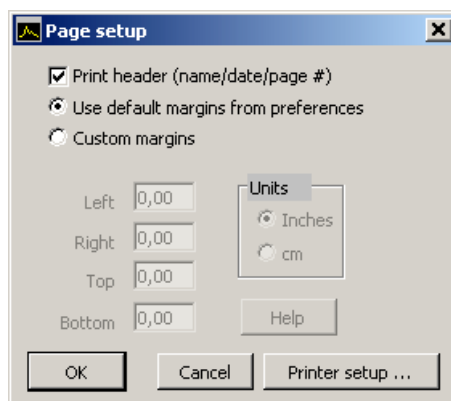 Page setup
Print header (name/date/page #)
Use default margins from preferences
Custom margins
Left 0,00
Right 0,00
Top 0,00
Bottom 0,00
Units
Inches
cm
Help
OK Cancel Printer setup ...